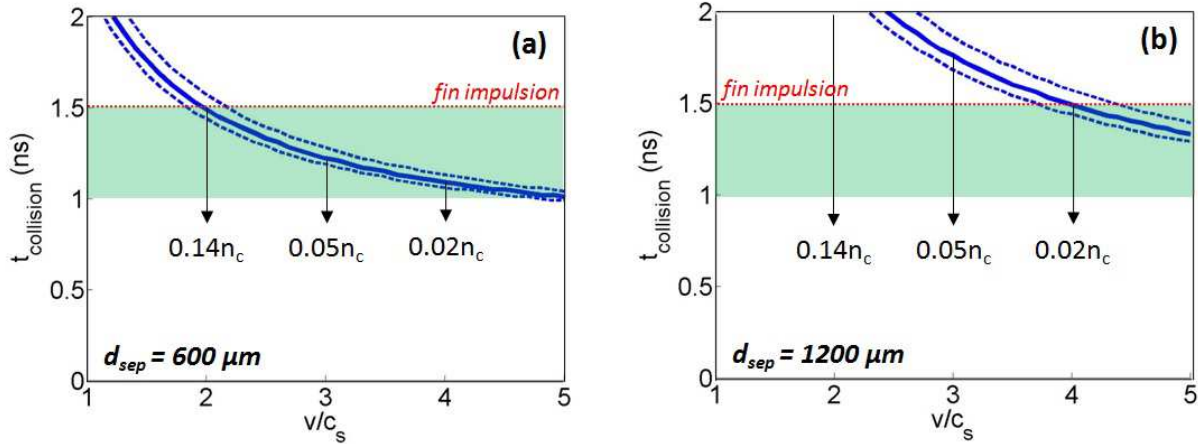 2
1.5
1
0.5
0
t_collision (ns)
(a)
fin impulsion
0.14n_c
0.05n_c
0.02n_c
d_sep = 600 µm
1 2 3 4 5
v/c_s
2
1.5
1
0.5
0
t_collision (ns)
(b)
fin impulsion
0.14n_c
0.05n_c
0.02n_c
d_sep = 1200 µm
1 2 3 4 5
v/c_s